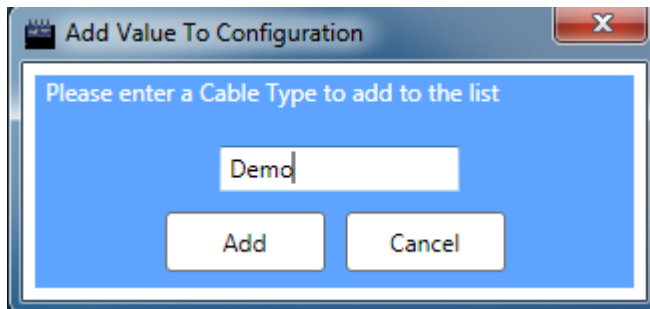 Add Value To Configuration
Please enter a Cable Type to add to the list
Demo
Add
Cancel